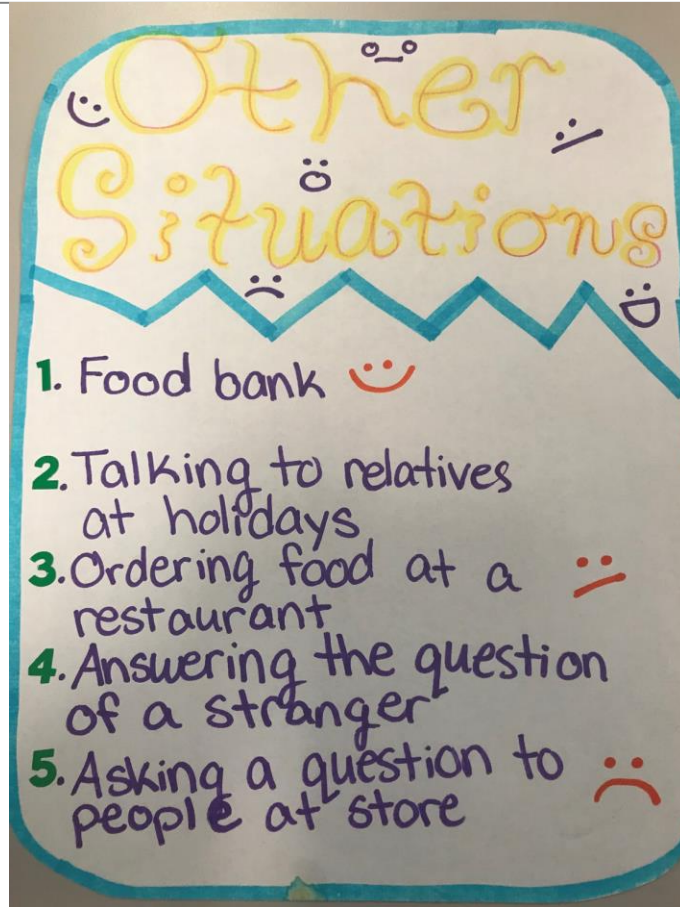 Other
Situations
1. Food bank
2. Talking to relatives
at holidays
3. Ordering food at a
restaurant
4. Answering the question
of a stranger
5. Asking a question to
people at store